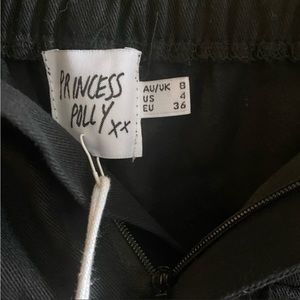 PRINCESS
POLLY xx
AU/UK 8
US 4
EU 36